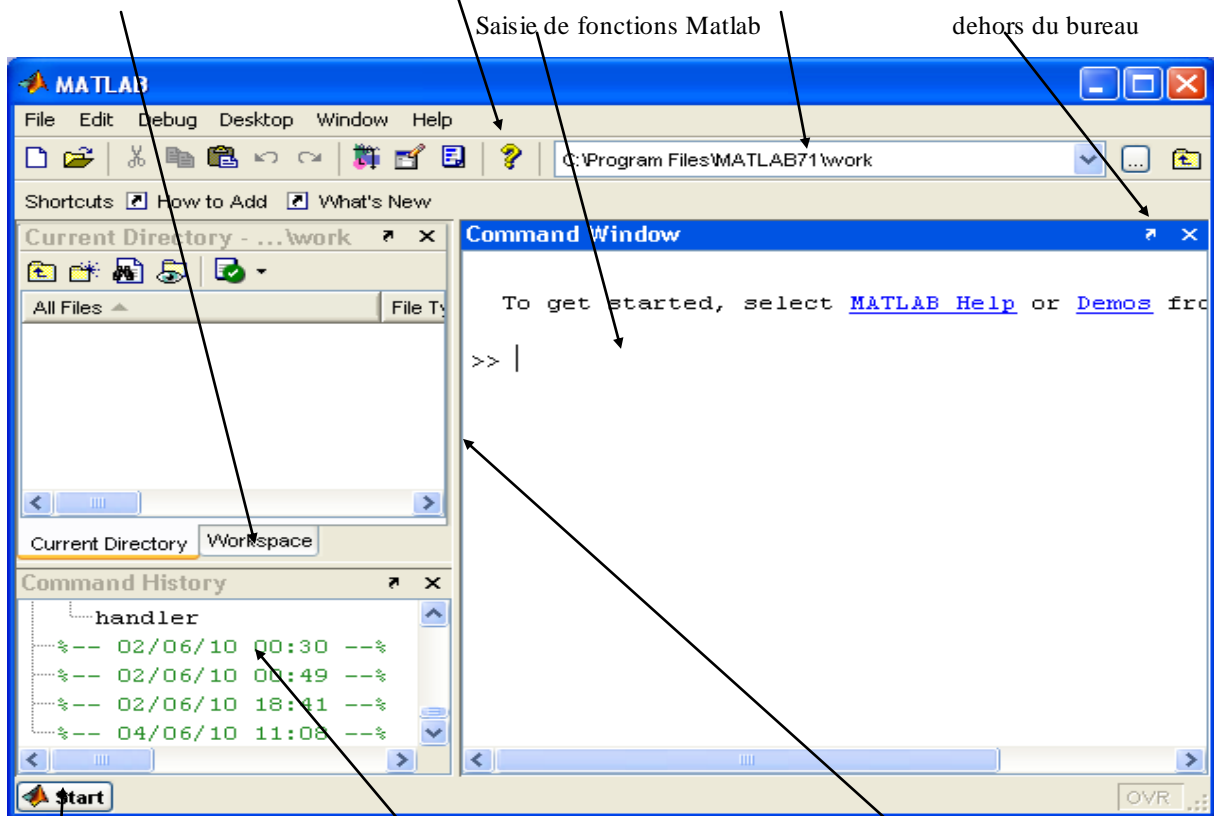 Saisie de fonctions Matlab dehors du bureau
MATLAB
File Edit Debug Desktop Window Help
C:\Program Files\MATLAB71\work
Shortcuts How to Add What's New
Current Directory - ...\work
Command Window
All Files File Ty
To get started, select MATLAB Help or Demos fro
>>
Current Directory Workspace
Command History
handler
%-- 02/06/10 00:30 --%
%-- 02/06/10 00:49 --%
%-- 02/06/10 18:41 --%
%-- 04/06/10 11:08 --%
Start
OVR